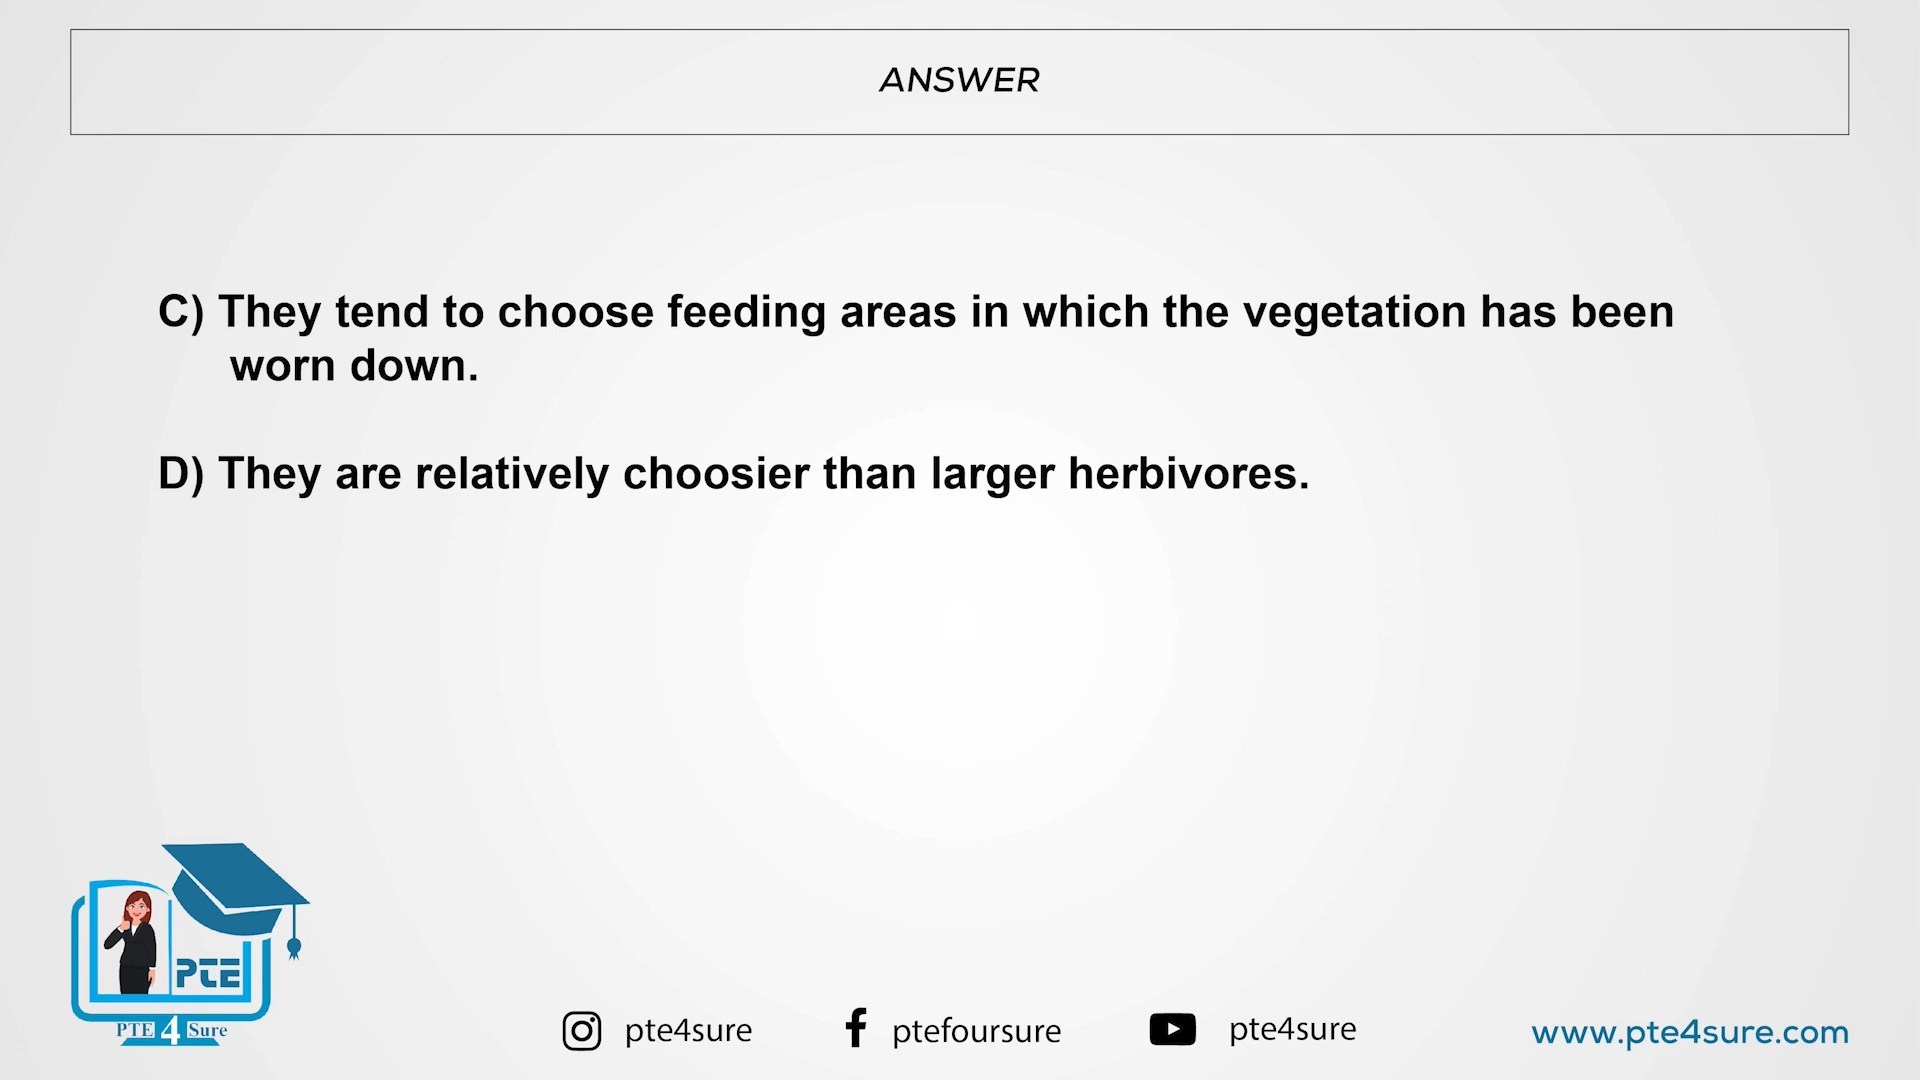 ANSWER
C) They tend to choose feeding areas in which the vegetation has been
worn down.
D) They are relatively choosier than larger herbivores.
PTE
PTE 4 Sure
pte4sure
ptefoursure
pte4sure
www.pte4sure.com